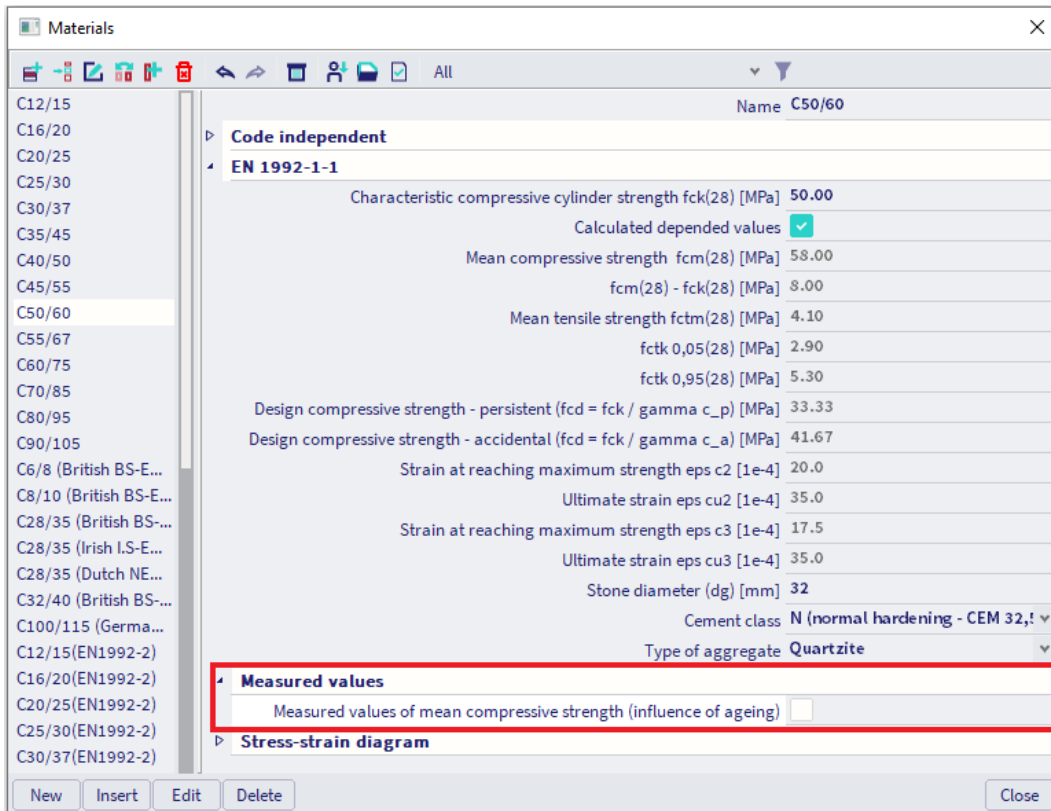 Materials
All
C12/15
C16/20
C20/25
C25/30
C30/37
C35/45
C40/50
C45/55
C50/60
C55/67
C60/75
C70/85
C80/95
C90/105
C6/8 (British BS-E...
C8/10 (British BS-E...
C28/35 (British BS-...
C28/35 (Irish I.S-E...
C28/35 (Dutch NE...
C32/40 (British BS-...
C100/115 (Germa...
C12/15(EN1992-2)
C16/20(EN1992-2)
C20/25(EN1992-2)
C25/30(EN1992-2)
C30/37(EN1992-2)
Name C50/60
Code independent
EN 1992-1-1
Characteristic compressive cylinder strength fck(28) [MPa] 50.00
Calculated depended values
Mean compressive strength fcm(28) [MPa] 58.00
fcm(28) - fck(28) [MPa] 8.00
Mean tensile strength fctm(28) [MPa] 4.10
fctk 0,05(28) [MPa] 2.90
fctk 0,95(28) [MPa] 5.30
Design compressive strength - persistent (fcd = fck / gamma c_p) [MPa] 33.33
Design compressive strength - accidental (fcd = fck / gamma c_a) [MPa] 41.67
Strain at reaching maximum strength eps c2 [1e-4] 20.0
Ultimate strain eps cu2 [1e-4] 35.0
Strain at reaching maximum strength eps c3 [1e-4] 17.5
Ultimate strain eps cu3 [1e-4] 35.0
Stone diameter (dg) [mm] 32
Cement class N (normal hardening - CEM 32,5
Type of aggregate Quartzite
Measured values
Measured values of mean compressive strength (influence of ageing)
Stress-strain diagram
New Insert Edit Delete Close